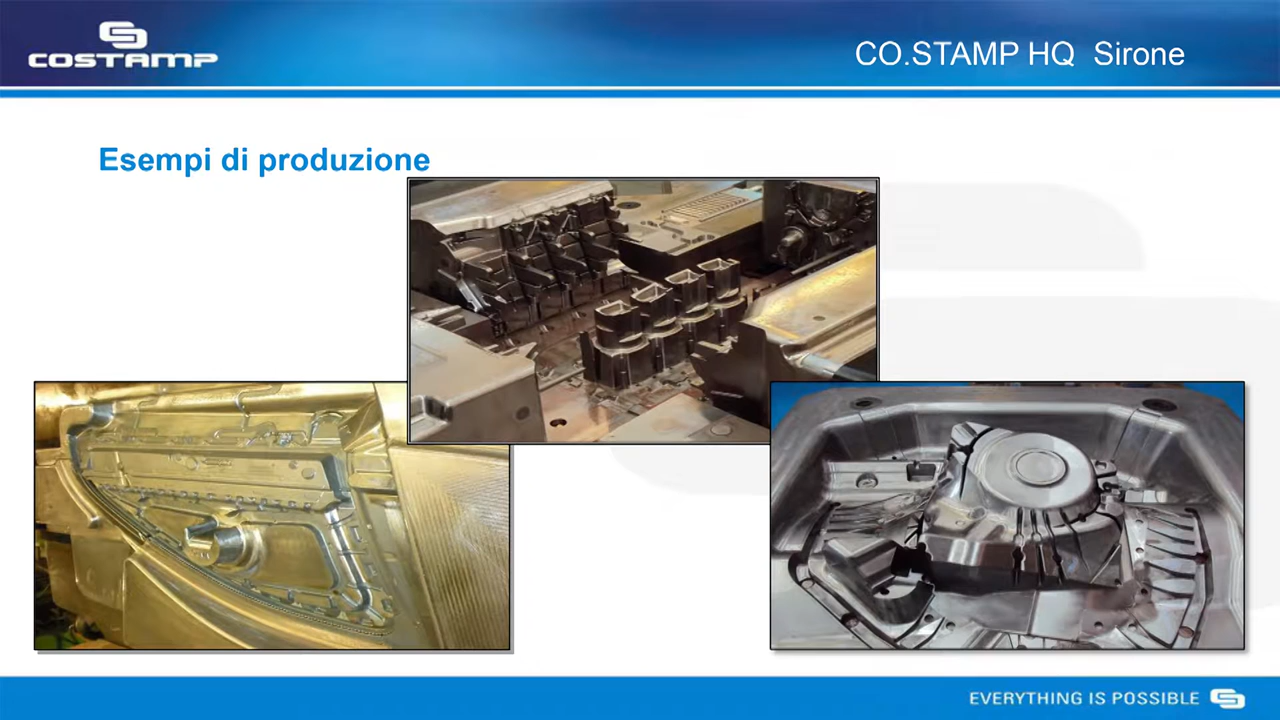 COSTAMP
CO.STAMP HQ Sirone
Esempi di produzione
EVERYTHING IS POSSIBLE